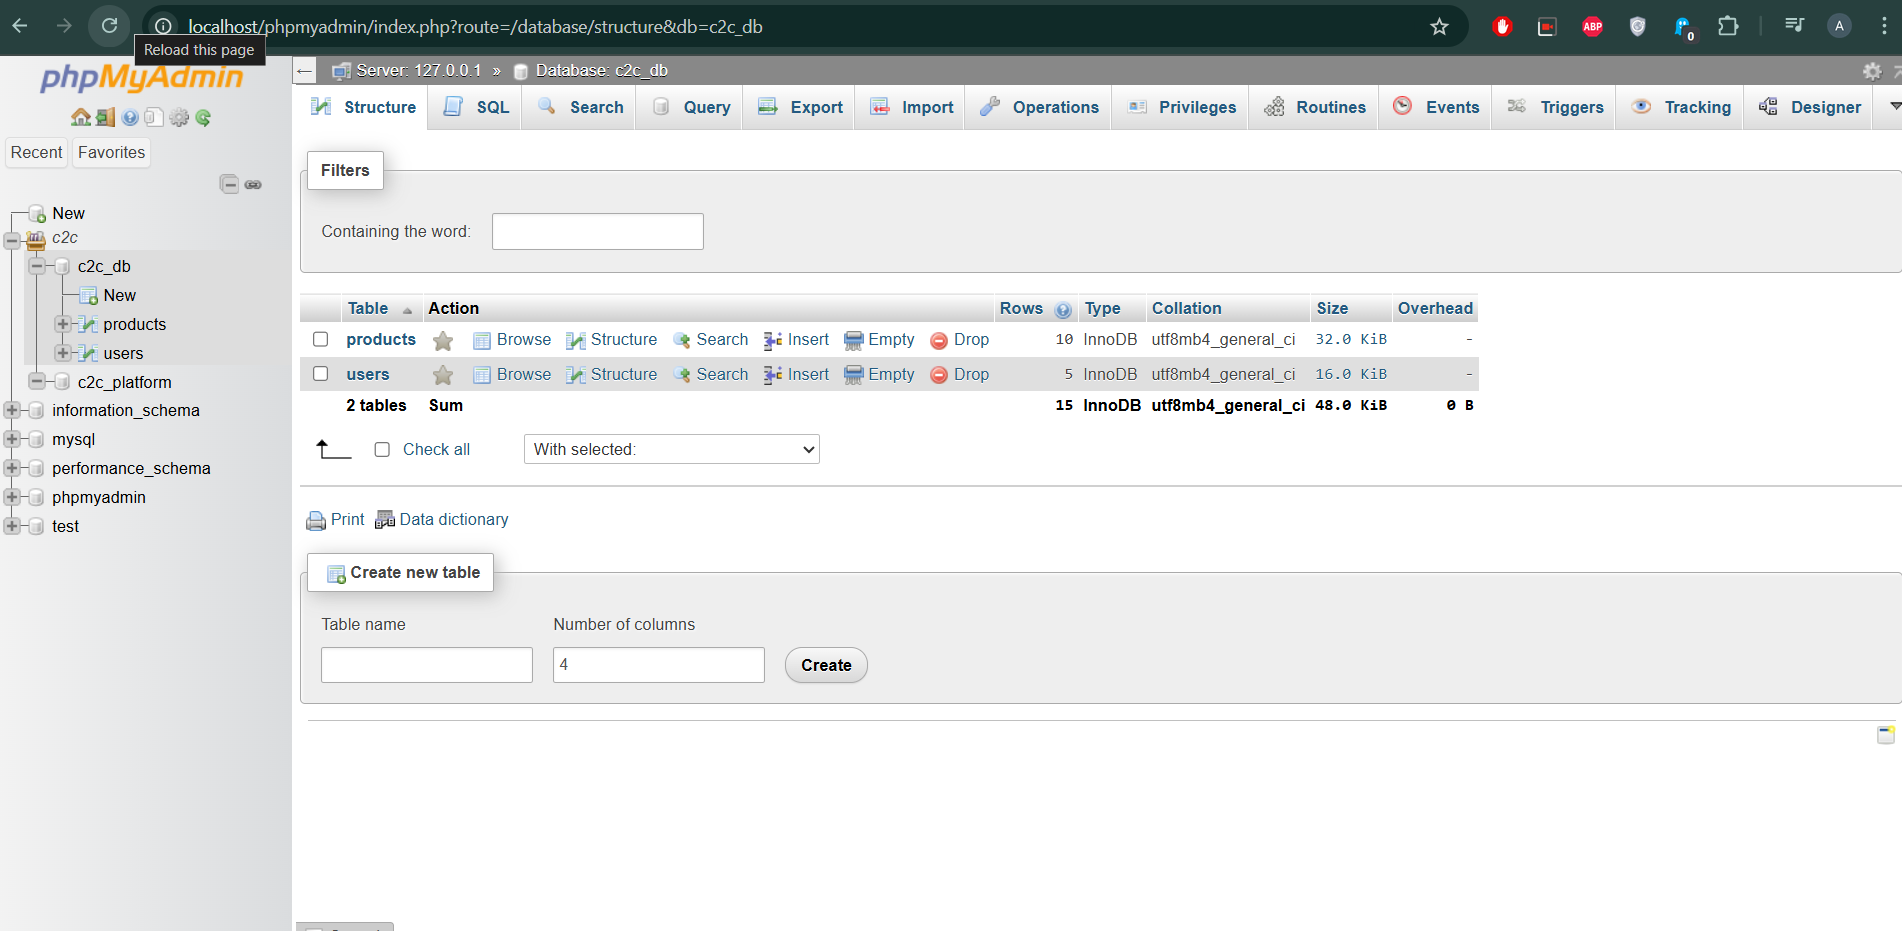 localhost/phpmyadmin/index.php?route=/database/structure&db=c2c_db
ABP
0
A
Reload this page
phpMyAdmin
Recent Favorites
New
c2c
c2c_db
New
products
users
c2c_platform
information_schema
mysql
performance_schema
phpmyadmin
test
Server: 127.0.0.1 » Database: c2c_db
Structure SQL Search Query Export Import Operations Privileges Routines Events Triggers Tracking Designer
Filters
Containing the word:
Table Action Rows Type Collation Size Overhead
products Browse Structure Search Insert Empty Drop 10 InnoDB utf8mb4_general_ci 32.0 KiB -
users Browse Structure Search Insert Empty Drop 5 InnoDB utf8mb4_general_ci 16.0 KiB -
2 tables Sum 15 InnoDB utf8mb4_general_ci 48.0 KiB 0 B
Check all With selected:
Print Data dictionary
Create new table
Table name Number of columns
4 Create